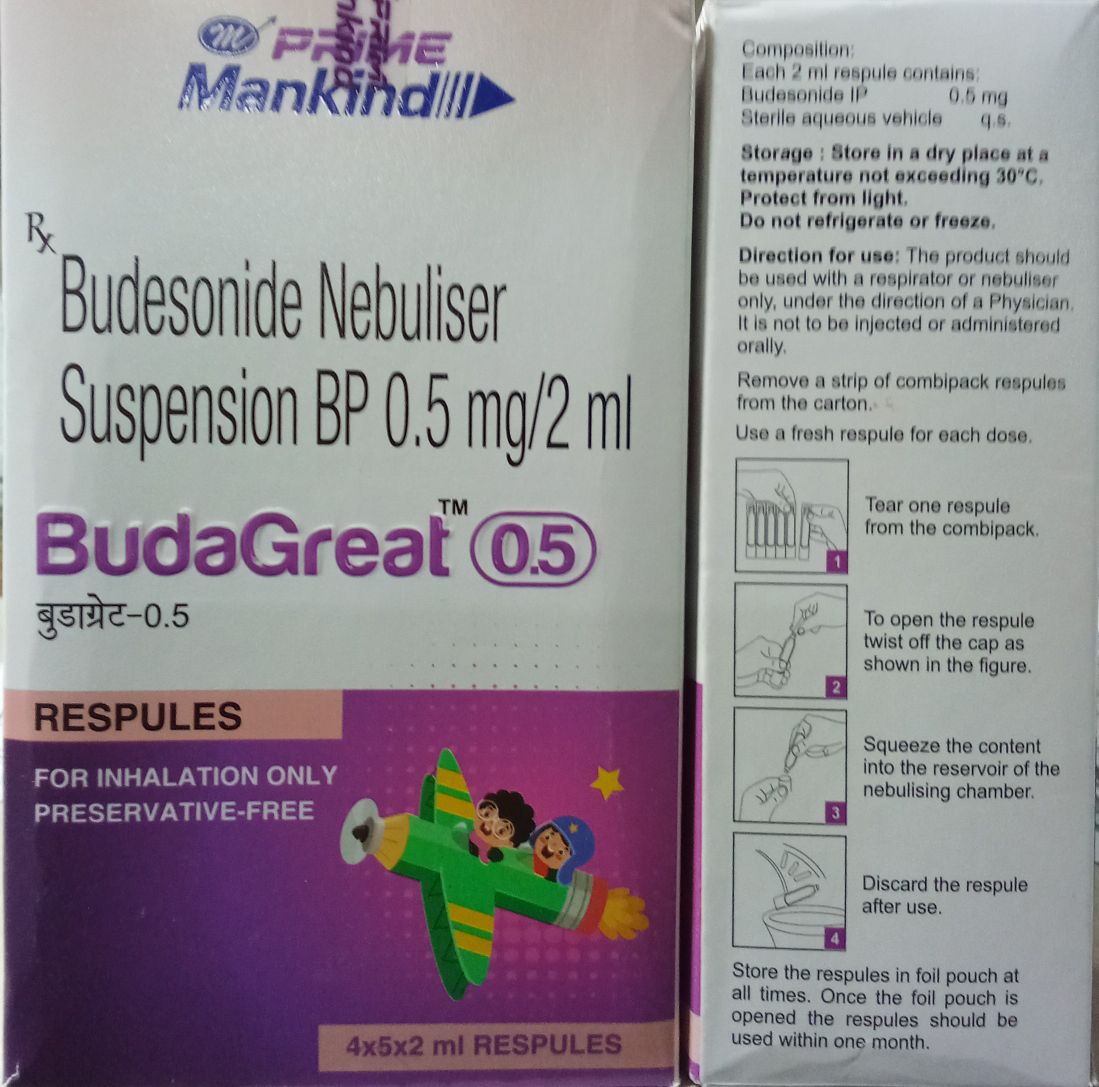 PRIME
Mankind
Rx
Budesonide Nebuliser
Suspension BP 0.5 mg/2 ml
BudaGreat™ 0.5
बुडाग्रेट-0.5
RESPULES
FOR INHALATION ONLY
PRESERVATIVE-FREE
4x5x2 ml RESPULES
Composition:
Each 2 ml respule contains:
Budesonide IP 0.5 mg
Sterile aqueous vehicle q.s.
Storage : Store in a dry place at a
temperature not exceeding 30°C.
Protect from light.
Do not refrigerate or freeze.
Direction for use: The product should
be used with a respirator or nebuliser
only, under the direction of a Physician.
It is not to be injected or administered
orally.
Remove a strip of combipack respules
from the carton.
Use a fresh respule for each dose.
1
Tear one respule
from the combipack.
2
To open the respule
twist off the cap as
shown in the figure.
3
Squeeze the content
into the reservoir of the
nebulising chamber.
4
Discard the respule
after use.
Store the respules in foil pouch at
all times. Once the foil pouch is
opened the respules should be
used within one month.